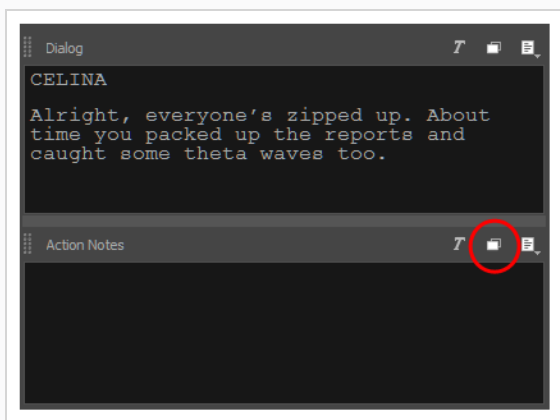 Dialog
CELINA
Alright, everyone's zipped up. About
time you packed up the reports and
caught some theta waves too.
Action Notes